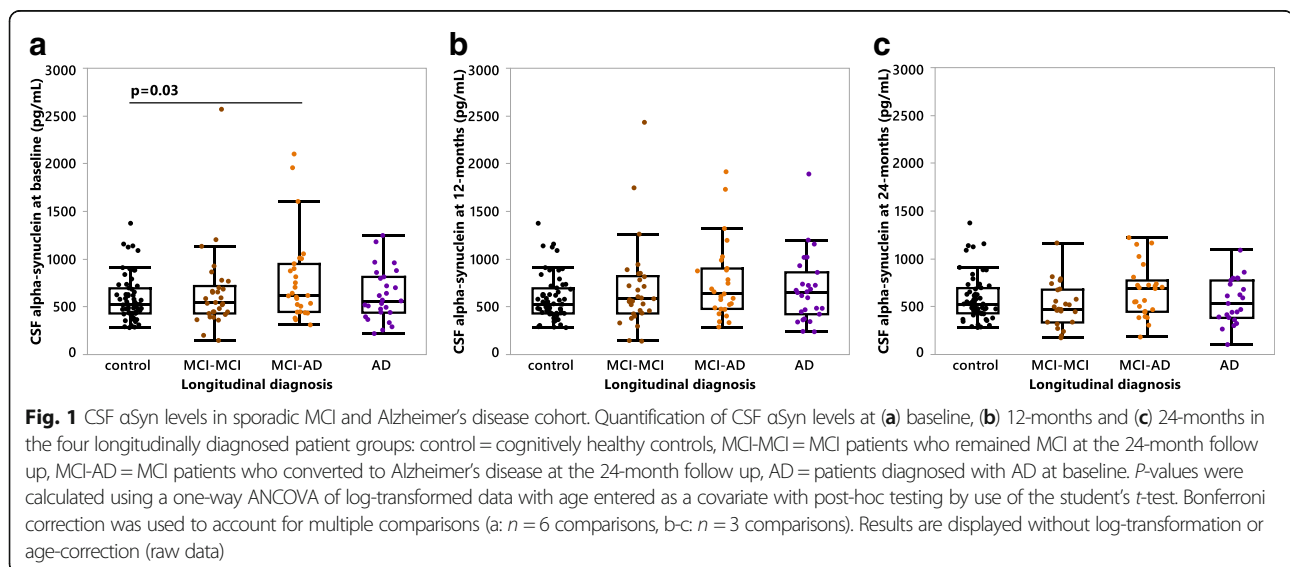 a
3000
2500
2000
1500
1000
500
0
CSF alpha-synuclein at baseline (pg/mL)
p=0.03
control MCI-MCI MCI-AD AD
Longitudinal diagnosis
b
3000
2500
2000
1500
1000
500
0
CSF alpha-synuclein at 12-months (pg/mL)
control MCI-MCI MCI-AD AD
Longitudinal diagnosis
c
3000
2500
2000
1500
1000
500
0
CSF alpha-synuclein at 24-months (pg/mL)
control MCI-MCI MCI-AD AD
Longitudinal diagnosis
Fig. 1 CSF αSyn levels in sporadic MCI and Alzheimer's disease cohort. Quantification of CSF αSyn levels at (a) baseline, (b) 12-months and (c) 24-months in
the four longitudinally diagnosed patient groups: control = cognitively healthy controls, MCI-MCI = MCI patients who remained MCI at the 24-month follow
up, MCI-AD = MCI patients who converted to Alzheimer's disease at the 24-month follow up, AD = patients diagnosed with AD at baseline. P-values were
calculated using a one-way ANCOVA of log-transformed data with age entered as a covariate with post-hoc testing by use of the student's t-test. Bonferroni
correction was used to account for multiple comparisons (a: n = 6 comparisons, b-c: n = 3 comparisons). Results are displayed without log-transformation or
age-correction (raw data)